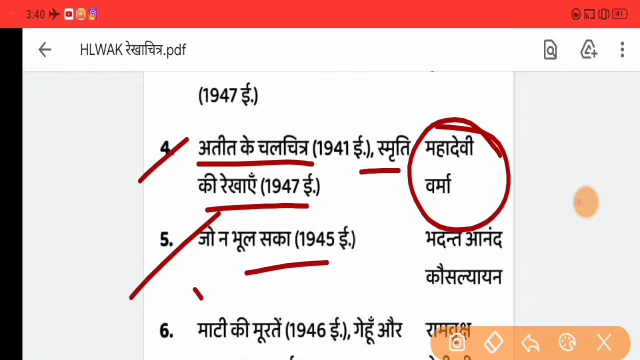 3:40
41
HLWAK रेखाचित्र.pdf
(1947 ई.)
4. अतीत के चलचित्र (1941 ई.), स्मृति महादेवी
की रेखाएँ (1947 ई.) वर्मा
5. जो न भूल सका (1945 ई.) भदन्त आनंद
कौसल्यायन
6. माटी की मूरतें (1946 ई.), गेहूँ और